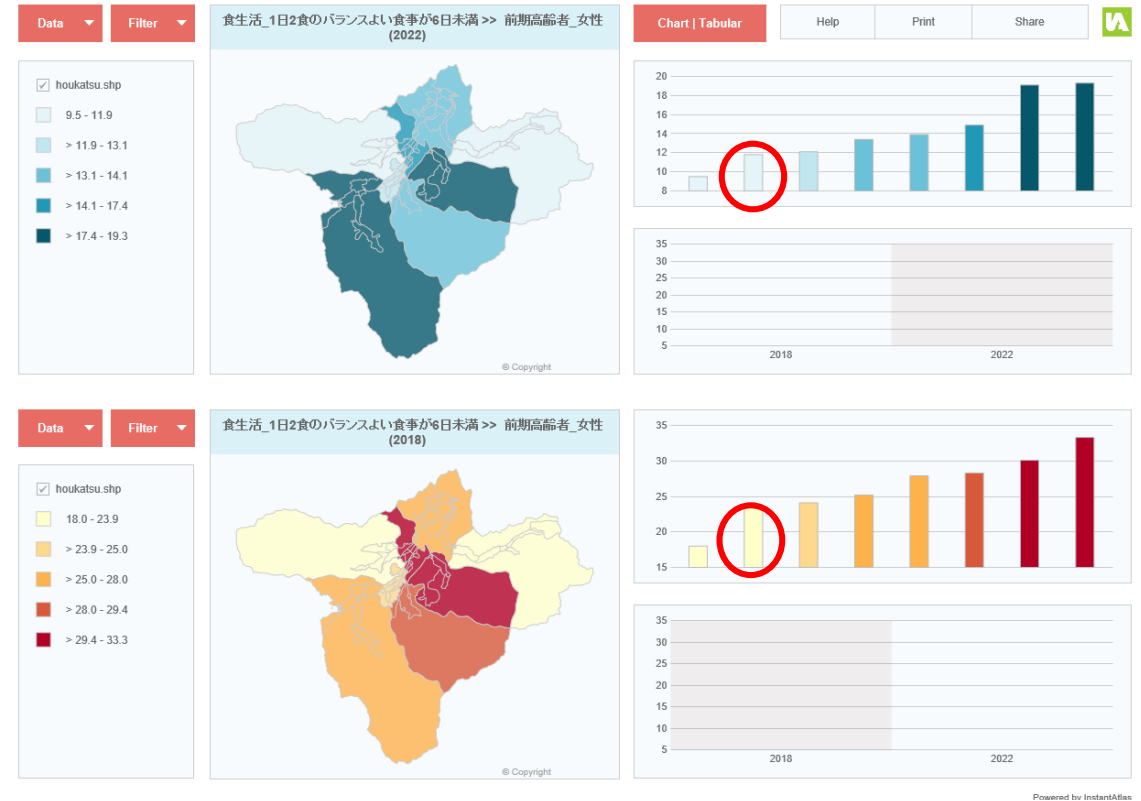 Data
Filter
食生活_1日2食のバランスよい食事が6日未満 >> 前期高齢者_女性
(2022)
Chart | Tabular
Help
Print
Share
houkatsu.shp
9.5 - 11.9
> 11.9 - 13.1
> 13.1 - 14.1
> 14.1 - 17.4
> 17.4 - 19.3
© Copyright
20
18
16
14
12
10
8
35
30
25
20
15
10
5
2018
2022
Data
Filter
食生活_1日2食のバランスよい食事が6日未満 >> 前期高齢者_女性
(2018)
houkatsu.shp
18.0 - 23.9
> 23.9 - 25.0
> 25.0 - 28.0
> 28.0 - 29.4
> 29.4 - 33.3
© Copyright
35
30
25
20
15
35
30
25
20
15
10
5
2018
2022
Powered by InstantAtlas